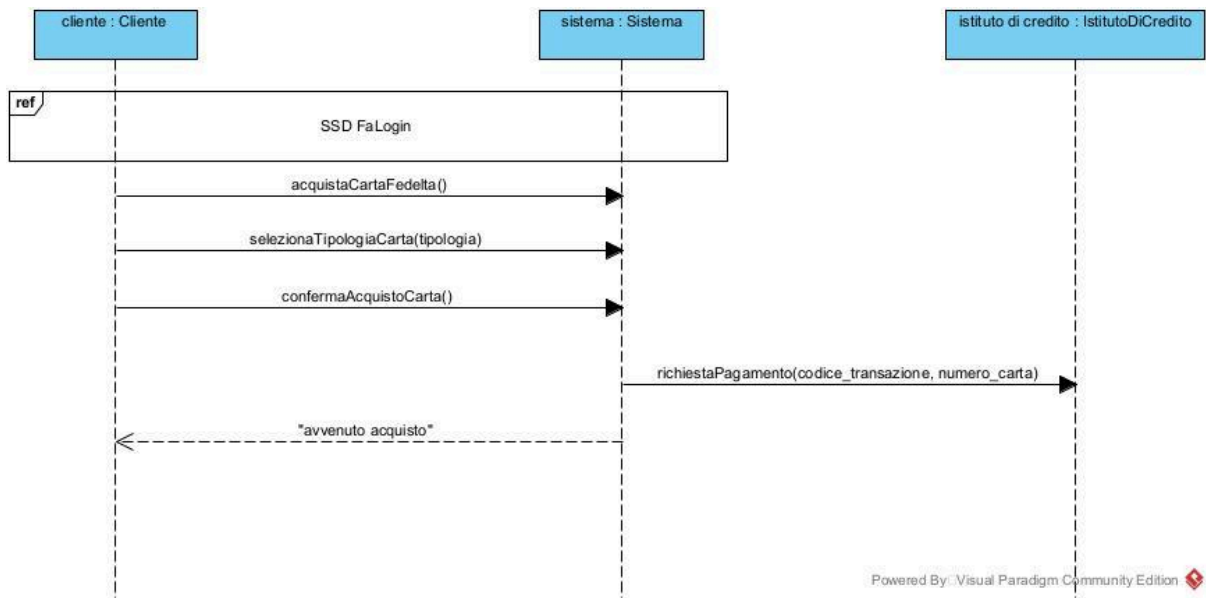 cliente : Cliente
sistema : Sistema
istituto di credito : IstitutoDiCredito
ref
SSD FaLogin
acquistaCartaFedelta()
selezionaTipologiaCarta(tipologia)
confermaAcquistoCarta()
richiestaPagamento(codice_transazione, numero_carta)
"avvenuto acquisto"
Powered By Visual Paradigm Community Edition